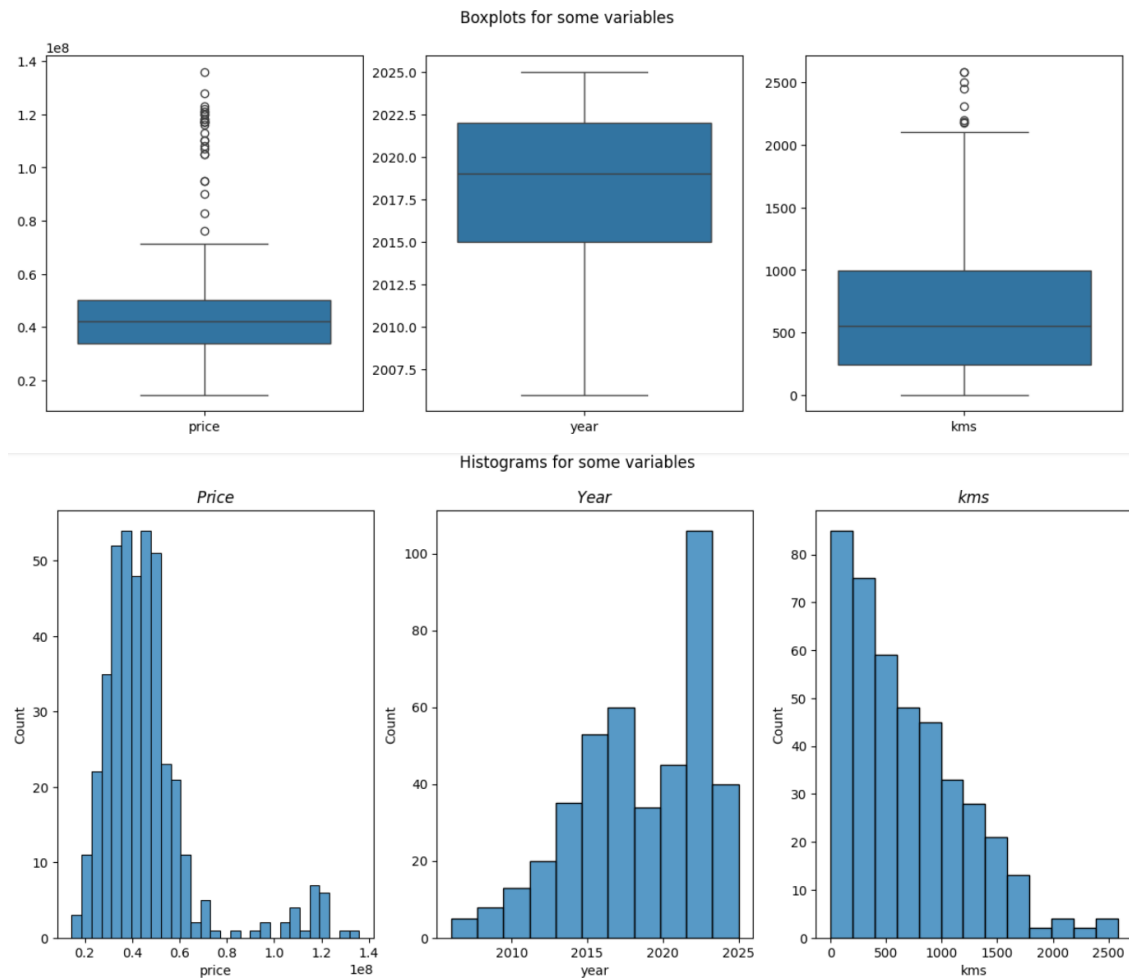 Boxplots for some variables
1e8
1.4
1.2
1.0
0.8
0.6
0.4
0.2
price
2025.0
2022.5
2020.0
2017.5
2015.0
2012.5
2010.0
2007.5
year
2500
2000
1500
1000
500
0
kms
Histograms for some variables
Price
Count
50
40
30
20
10
0
0.2 0.4 0.6 0.8 1.0 1.2 1.4
price
1e8
Year
Count
100
80
60
40
20
0
2010 2015 2020 2025
year
kms
Count
80
70
60
50
40
30
20
10
0
0 500 1000 1500 2000 2500
kms